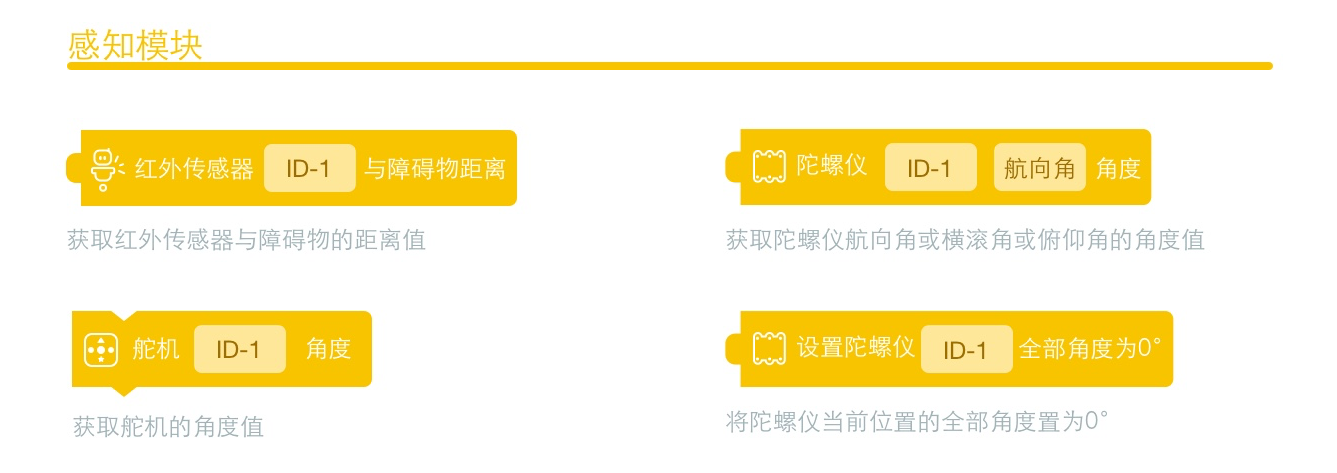 感知模块
红外传感器 ID-1 与障碍物距离
获取红外传感器与障碍物的距离值
陀螺仪 ID-1 航向角 角度
获取陀螺仪航向角或横滚角或俯仰角的角度值
舵机 ID-1 角度
获取舵机的角度值
设置陀螺仪 ID-1 全部角度为0°
将陀螺仪当前位置的全部角度置为0°